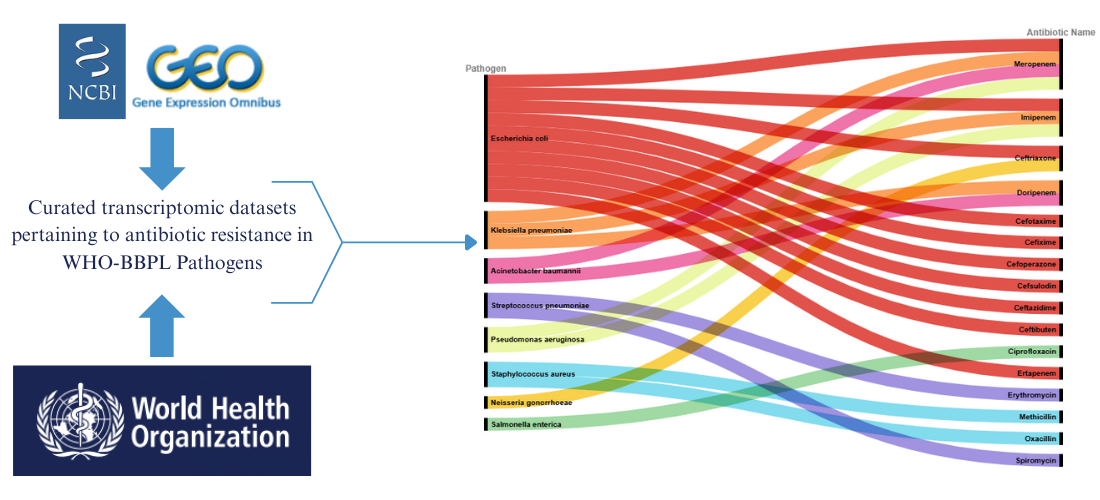 NCBI
GEO
Gene Expression Omnibus
Curated transcriptomic datasets
pertaining to antibiotic resistance in
WHO-BBPL Pathogens
World Health
Organization
Pathogen
Escherichia coli
Klebsiella pneumoniae
Acinetobacter baumannii
Streptococcus pneumoniae
Pseudomonas aeruginosa
Staphylococcus aureus
Neisseria gonorrhoeae
Salmonella enterica
Antibiotic Name
Meropenem
Imipenem
Ceftriaxone
Doripenem
Cefotaxime
Cefixime
Cefoperazone
Cefsulodin
Ceftazidime
Ceftibuten
Ciprofloxacin
Ertapenem
Erythromycin
Methicillin
Oxacillin
Spiromycin